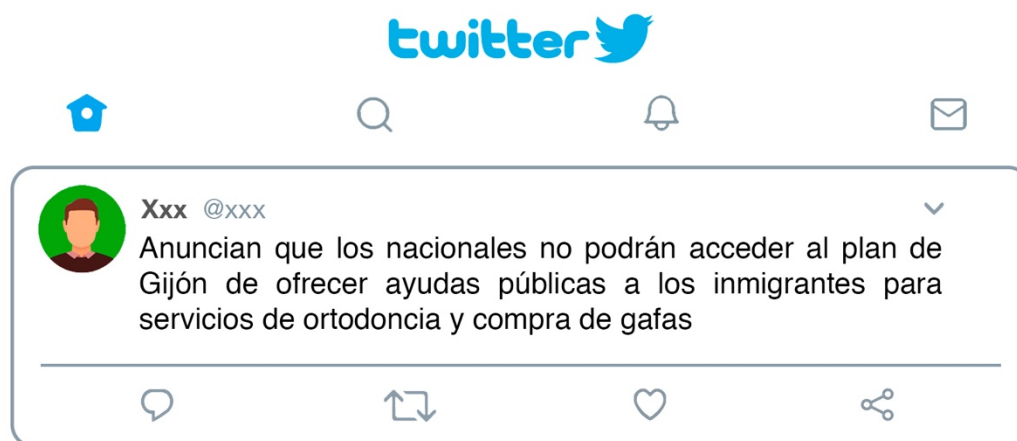 twitter
Xxx @xxx
Anuncian que los nacionales no podrán acceder al plan de
Gijón de ofrecer ayudas públicas a los inmigrantes para
servicios de ortodoncia y compra de gafas